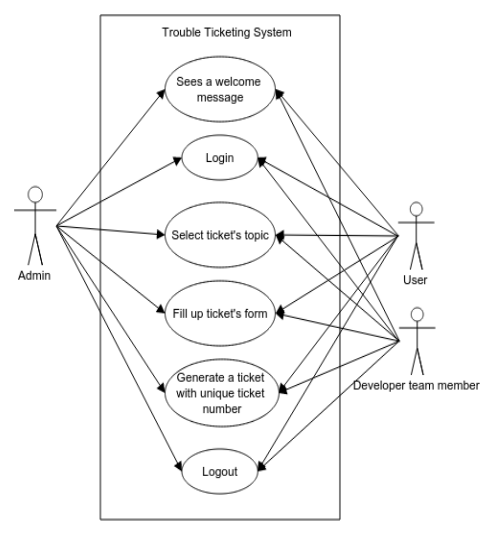 Trouble Ticketing System
Sees a welcome
message
Login
Select ticket's topic
Admin
User
Fill up ticket's form
Generate a ticket
with unique ticket
number
Developer team member
Logout